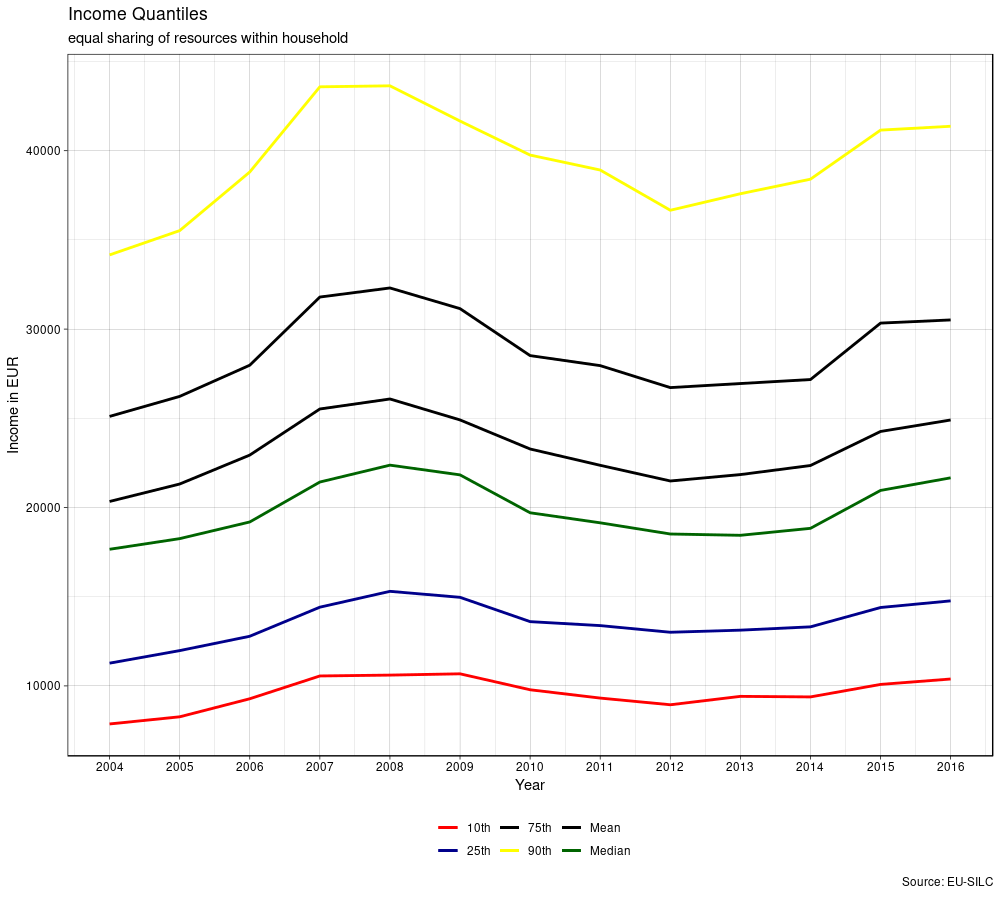 Income Quantiles
equal sharing of resources within household
Income in EUR
40000
30000
20000
10000
2004 2005 2006 2007 2008 2009 2010 2011 2012 2013 2014 2015 2016
Year
10th 75th Mean
25th 90th Median
Source: EU-SILC